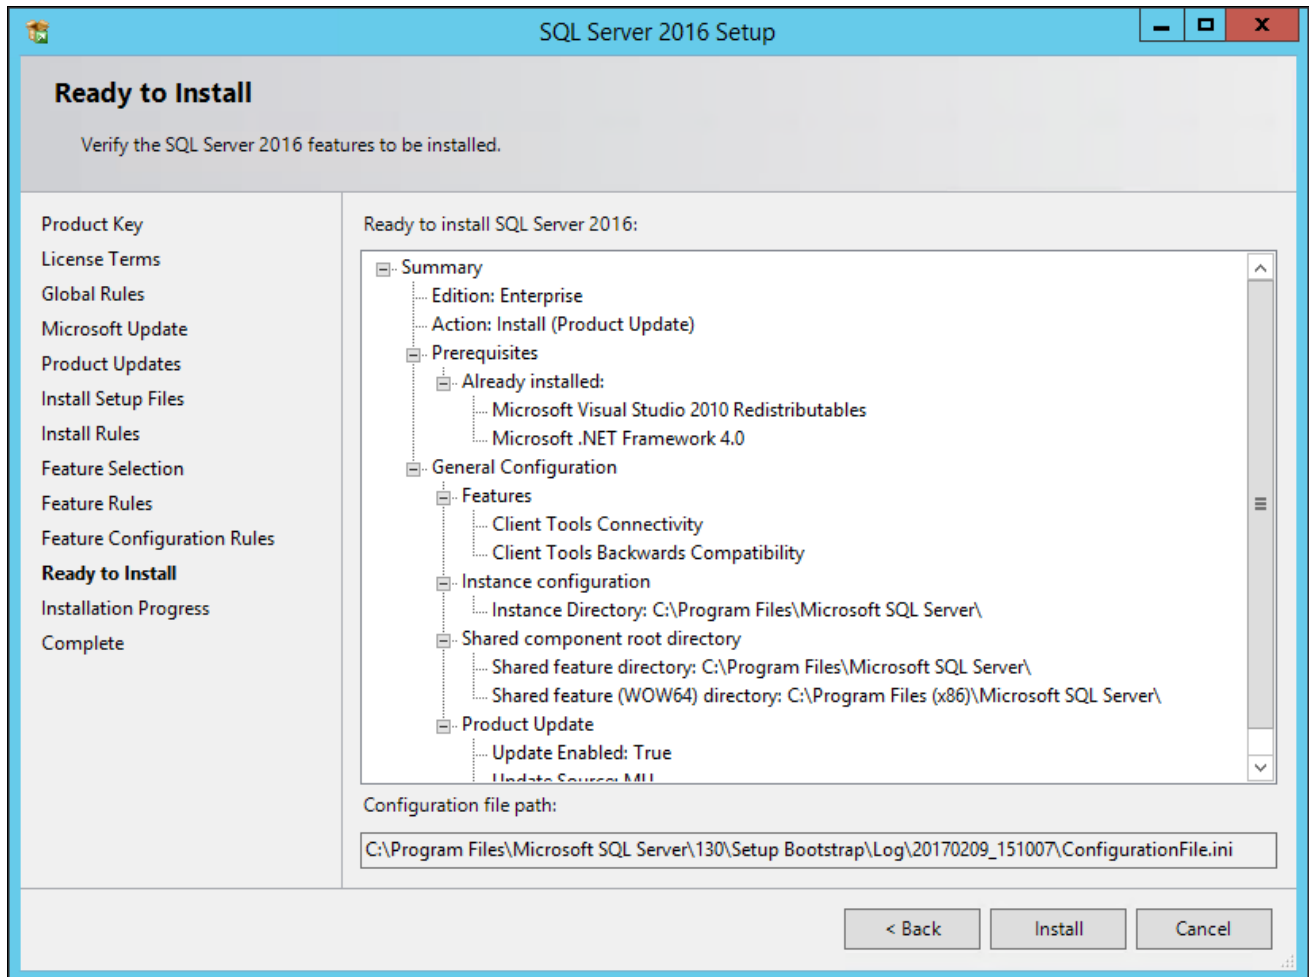 SQL Server 2016 Setup
Ready to Install
Verify the SQL Server 2016 features to be installed.
Product Key
License Terms
Global Rules
Microsoft Update
Product Updates
Install Setup Files
Install Rules
Feature Selection
Feature Rules
Feature Configuration Rules
Ready to Install
Installation Progress
Complete
Ready to install SQL Server 2016:
Summary
Edition: Enterprise
Action: Install (Product Update)
Prerequisites
Already installed:
Microsoft Visual Studio 2010 Redistributables
Microsoft .NET Framework 4.0
General Configuration
Features
Client Tools Connectivity
Client Tools Backwards Compatibility
Instance configuration
Instance Directory: C:\Program Files\Microsoft SQL Server\
Shared component root directory
Shared feature directory: C:\Program Files\Microsoft SQL Server\
Shared feature (WOW64) directory: C:\Program Files (x86)\Microsoft SQL Server\
Product Update
Update Enabled: True
Update Source: MU
Configuration file path:
C:\Program Files\Microsoft SQL Server\130\Setup Bootstrap\Log\20170209_151007\ConfigurationFile.ini
< Back
Install
Cancel